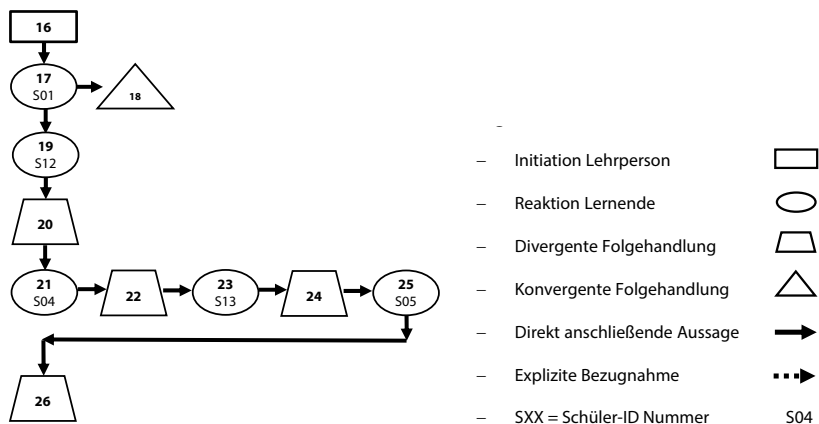 16
17
S01
18
19
S12
20
21
S04
22
23
S13
24
25
S05
26
– Initiation Lehrperson
– Reaktion Lernende
– Divergente Folgehandlung
– Konvergente Folgehandlung
– Direkt anschließende Aussage
– Explizite Bezugnahme
– SXX = Schüler-ID Nummer S04